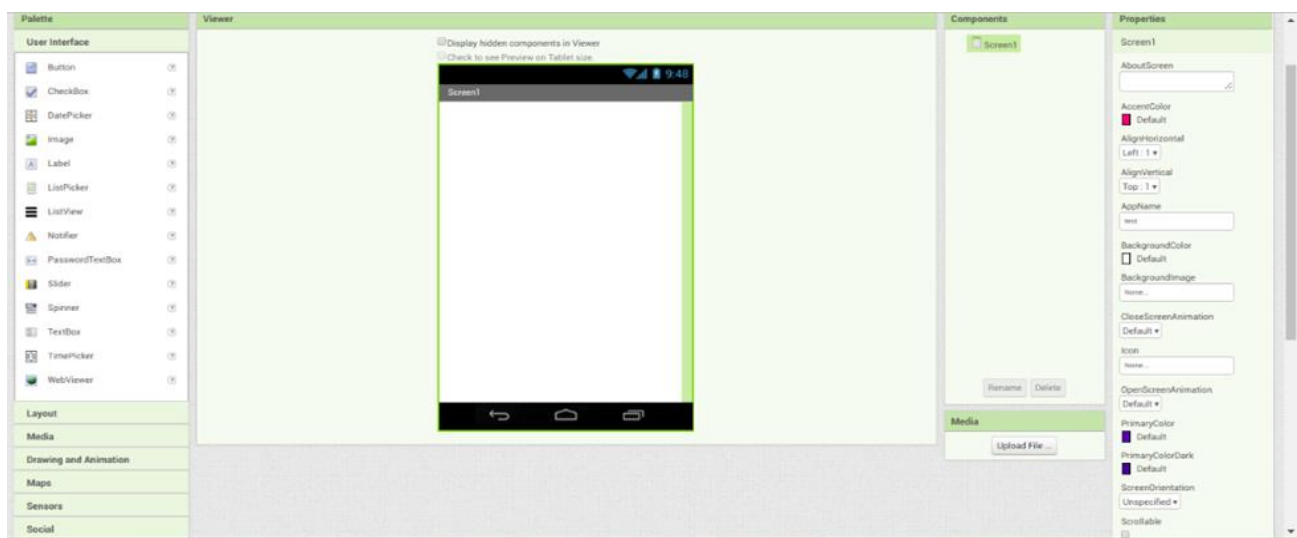 Palette
User Interface
Button
CheckBox
DatePicker
Image
Label
ListPicker
ListView
Notifier
PasswordTextBox
Slider
Spinner
TextBox
TimePicker
WebViewer
Layout
Media
Drawing and Animation
Maps
Sensors
Social
Viewer
Display hidden components in Viewer
Check to see Preview on Tablet size.
9:48
Screen1
Components
Screen1
Rename Delete
Media
Upload File ...
Properties
Screen1
AboutScreen
AccentColor
Default
AlignHorizontal
Left : 1
AlignVertical
Top : 1
AppName
BackgroundColor
Default
BackgroundImage
None...
CloseScreenAnimation
Default
Icon
None...
OpenScreenAnimation
Default
PrimaryColor
Default
PrimaryColorDark
Default
ScreenOrientation
Unspecified
Scrollable